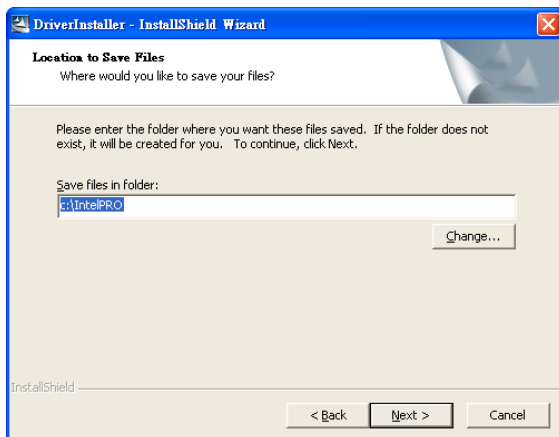 DriverInstaller - InstallShield Wizard
Location to Save Files
Where would you like to save your files?
Please enter the folder where you want these files saved.  If the folder does not
exist, it will be created for you.   To continue, click Next.
Save files in folder:
c:\IntelPRO
Change...
InstallShield
< Back
Next >
Cancel